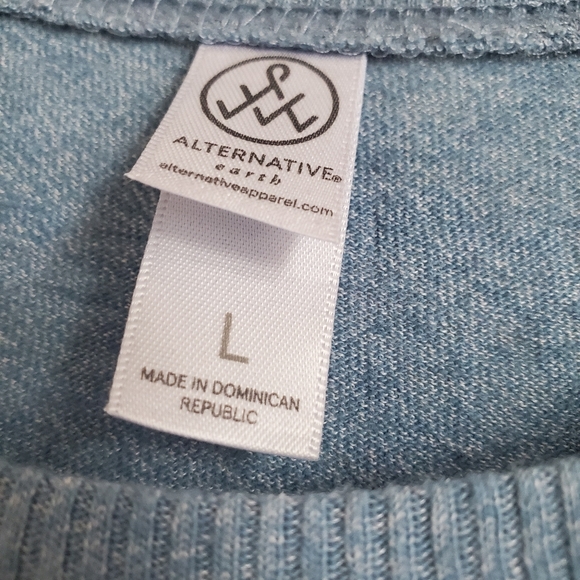 ALTERNATIVE®
earth
alternativeapparel.com
L
MADE IN DOMINICAN
REPUBLIC